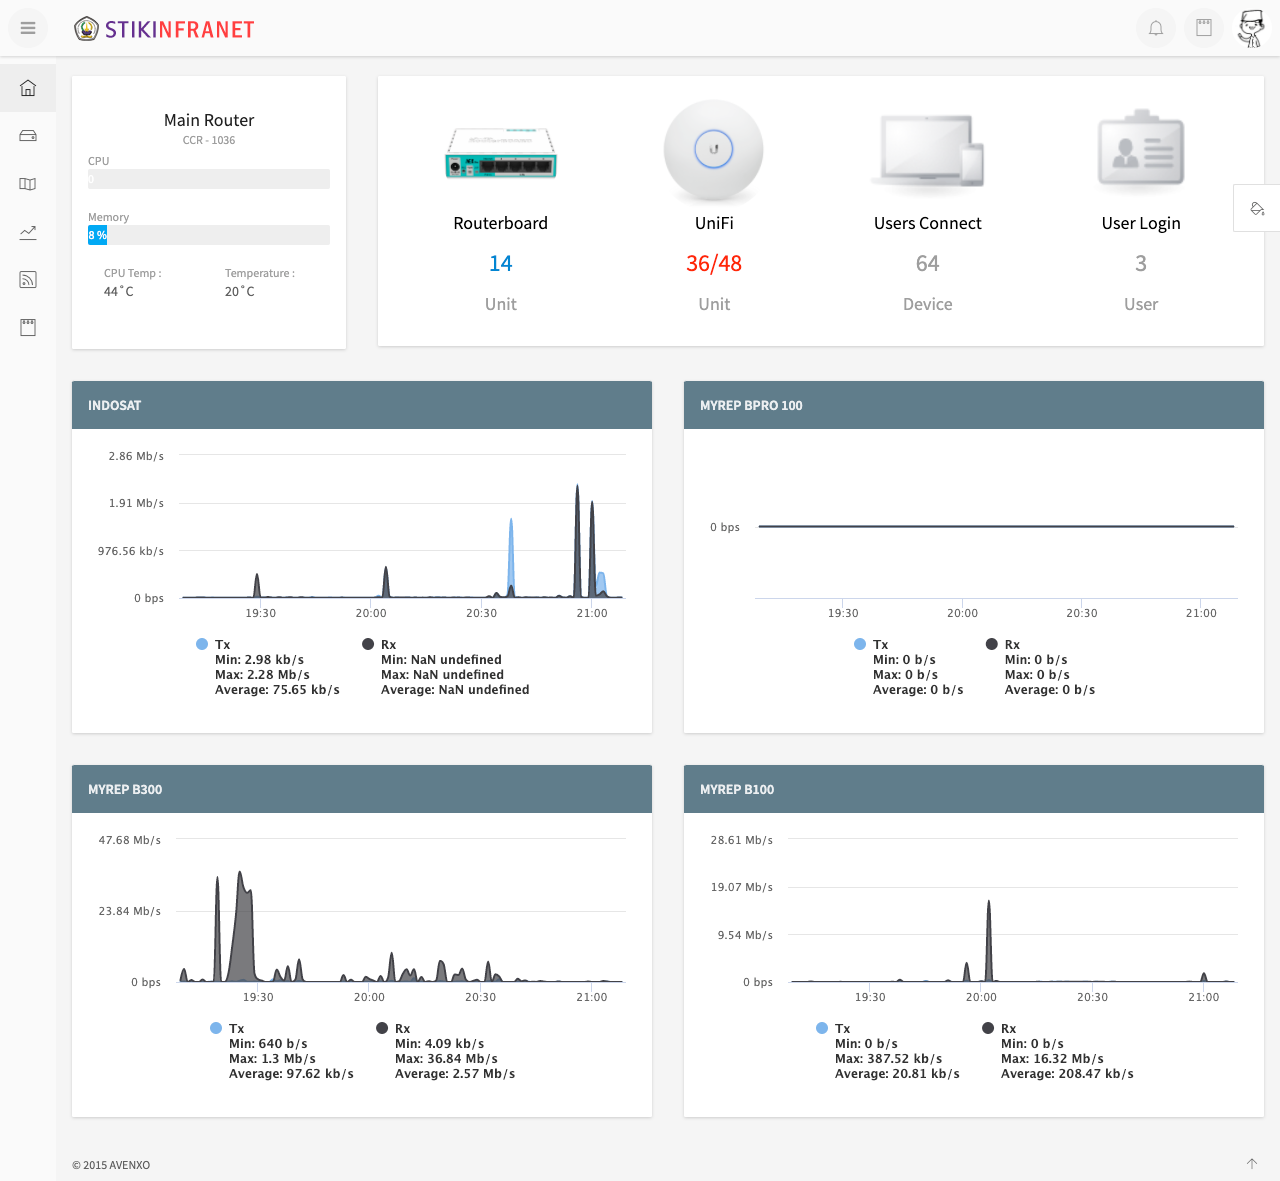 STIKINFRANET
Main Router
CCR - 1036
CPU
0
Memory
8 %
CPU Temp :
Temperature :
44˚C
20˚C
Routerboard
14
Unit
UniFi
36/48
Unit
Users Connect
64
Device
User Login
3
User
INDOSAT
2.86 Mb/s
1.91 Mb/s
976.56 kb/s
0 bps
19:30
20:00
20:30
21:00
Tx
Min: 2.98 kb/s
Max: 2.28 Mb/s
Average: 75.65 kb/s
Rx
Min: NaN undefined
Max: NaN undefined
Average: NaN undefined
MYREP BPRO 100
0 bps
19:30
20:00
20:30
21:00
Tx
Min: 0 b/s
Max: 0 b/s
Average: 0 b/s
Rx
Min: 0 b/s
Max: 0 b/s
Average: 0 b/s
MYREP B300
47.68 Mb/s
23.84 Mb/s
0 bps
19:30
20:00
20:30
21:00
Tx
Min: 640 b/s
Max: 1.3 Mb/s
Average: 97.62 kb/s
Rx
Min: 4.09 kb/s
Max: 36.84 Mb/s
Average: 2.57 Mb/s
MYREP B100
28.61 Mb/s
19.07 Mb/s
9.54 Mb/s
0 bps
19:30
20:00
20:30
21:00
Tx
Min: 0 b/s
Max: 387.52 kb/s
Average: 20.81 kb/s
Rx
Min: 0 b/s
Max: 16.32 Mb/s
Average: 208.47 kb/s
© 2015 AVENXO